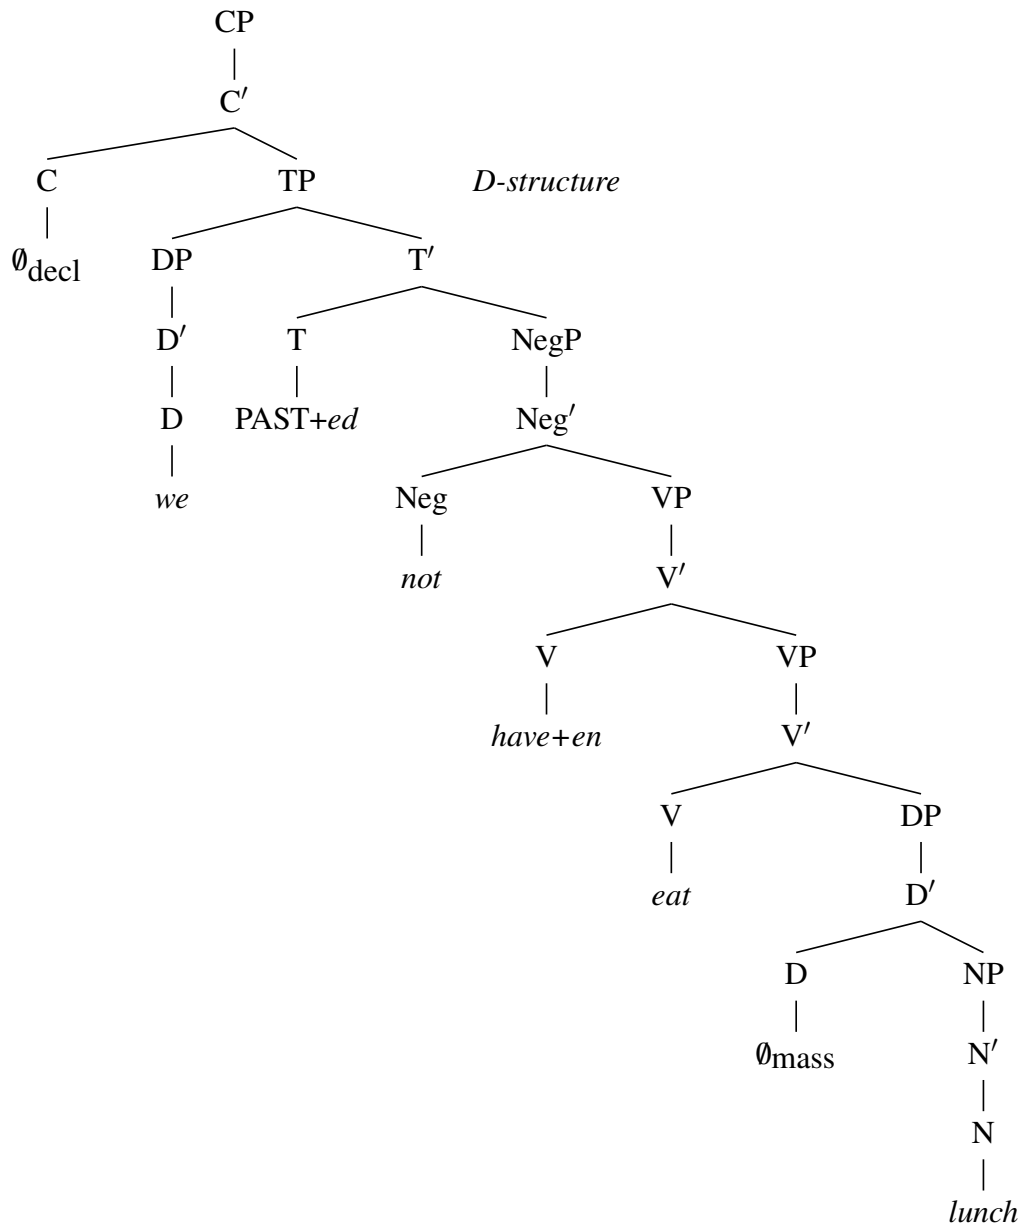 CP
C′
C TP D-structure
∅decl DP T′
D′ T NegP
D PAST+ed Neg′
we Neg VP
not V′
V VP
have+en V′
V DP
eat D′
D NP
∅mass N′
N
lunch